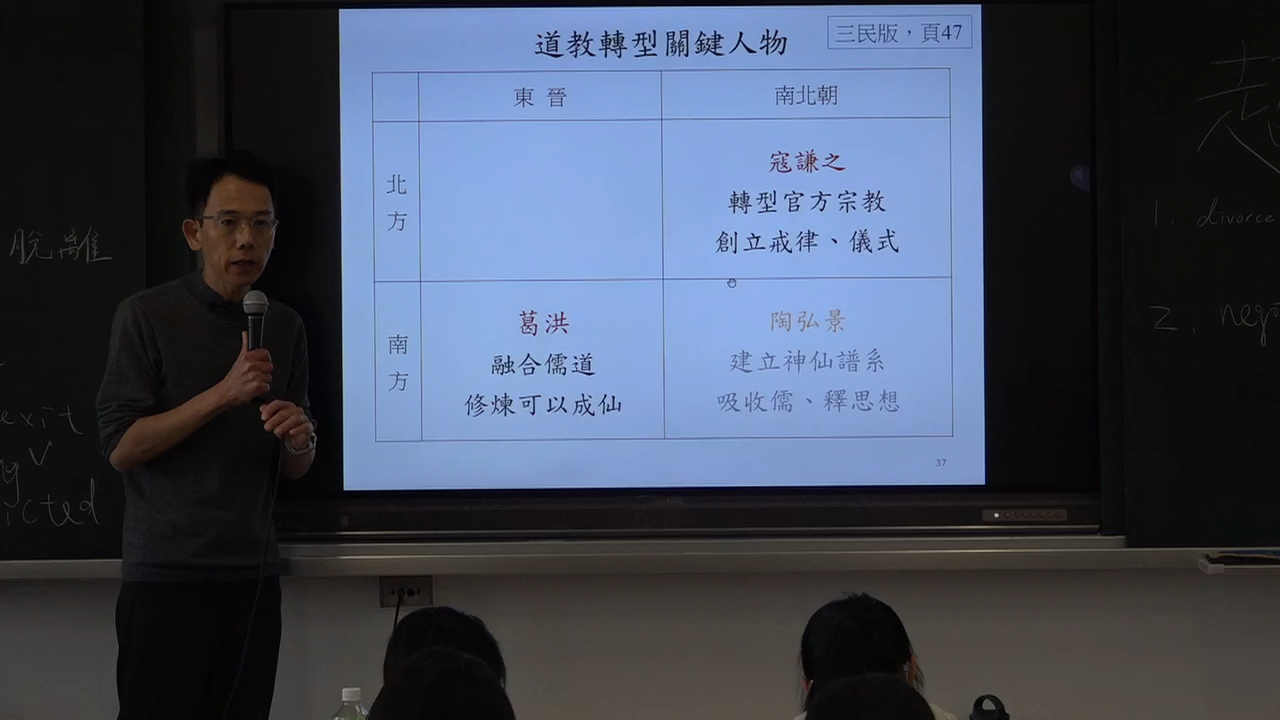 道教轉型關鍵人物
三民版，頁47
東晉
南北朝
北方
寇謙之
轉型官方宗教
創立戒律、儀式
南方
葛洪
融合儒道
修煉可以成仙
陶弘景
建立神仙譜系
吸收儒、釋思想
37
脫離
exit
icted
1. divorce
2. neg